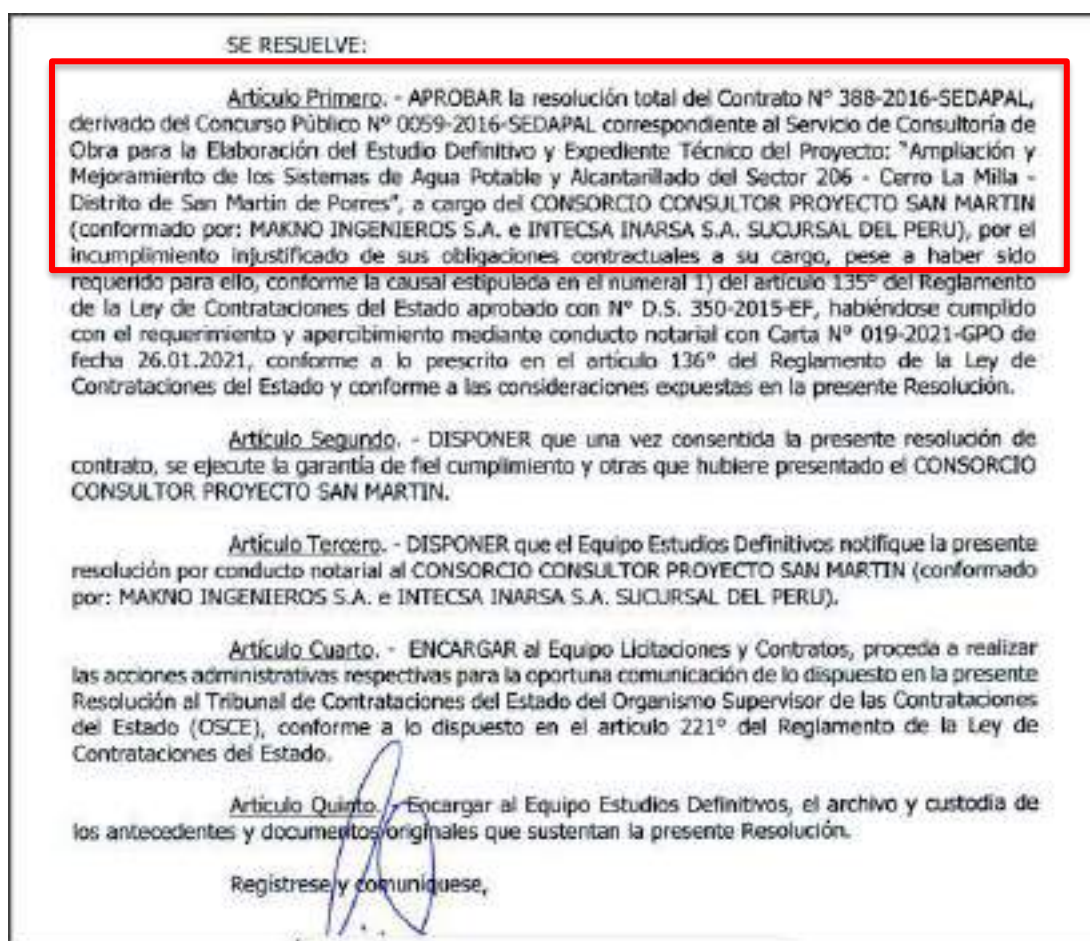 SE RESUELVE:
Artículo Primero. - APROBAR la resolución total del Contrato N° 388-2016-SEDAPAL,
derivado del Concurso Público N° 0059-2016-SEDAPAL correspondiente al Servicio de Consultoría de
Obra para la Elaboración del Estudio Definitivo y Expediente Técnico del Proyecto: "Ampliación y
Mejoramiento de los Sistemas de Agua Potable y Alcantarillado del Sector 206 - Cerro La Milla -
Distrito de San Martin de Porres", a cargo del CONSORCIO CONSULTOR PROYECTO SAN MARTIN
(conformado por: MAKNO INGENIEROS S.A. e INTECSA INARSA S.A. SUCURSAL DEL PERU), por el
incumplimiento injustificado de sus obligaciones contractuales a su cargo, pese a haber sido
requerido para ello, conforme la causal estipulada en el numeral 1) del artículo 135° del Reglamento
de la Ley de Contrataciones del Estado aprobado con N° D.S. 350-2015-EF, habiéndose cumplido
con el requerimiento y apercibimiento mediante conducto notarial con Carta N° 019-2021-GPO de
fecha 26.01.2021, conforme a lo prescrito en el artículo 136° del Reglamento de la Ley de
Contrataciones del Estado y conforme a las consideraciones expuestas en la presente Resolución.
Artículo Segundo. - DISPONER que una vez consentida la presente resolución de
contrato, se ejecute la garantía de fiel cumplimiento y otras que hubiere presentado el CONSORCIO
CONSULTOR PROYECTO SAN MARTIN.
Artículo Tercero. - DISPONER que el Equipo Estudios Definitivos notifique la presente
resolución por conducto notarial al CONSORCIO CONSULTOR PROYECTO SAN MARTIN (conformado
por: MAKNO INGENIEROS S.A. e INTECSA INARSA S.A. SUCURSAL DEL PERU).
Artículo Cuarto. - ENCARGAR al Equipo Licitaciones y Contratos, proceda a realizar
las acciones administrativas respectivas para la oportuna comunicación de lo dispuesto en la presente
Resolución al Tribunal de Contrataciones del Estado del Organismo Supervisor de las Contrataciones
del Estado (OSCE), conforme a lo dispuesto en el artículo 221° del Reglamento de la Ley de
Contrataciones del Estado.
Artículo Quinto. - Encargar al Equipo Estudios Definitivos, el archivo y custodia de
los antecedentes y documentos originales que sustentan la presente Resolución.
Regístrese y comuníquese,